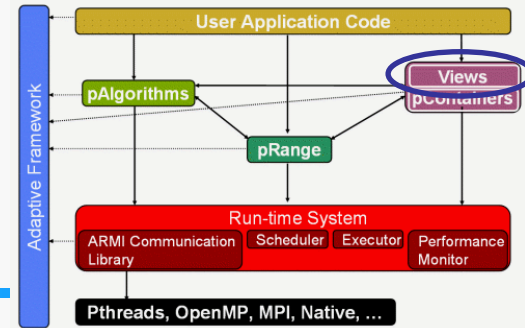 User Application Code
Adaptive Framework
Views
pAlgorithms
pContainers
pRange
Run-time System
ARMI Communication
Library
Scheduler
Executor
Performance
Monitor
Pthreads, OpenMP, MPI, Native, …